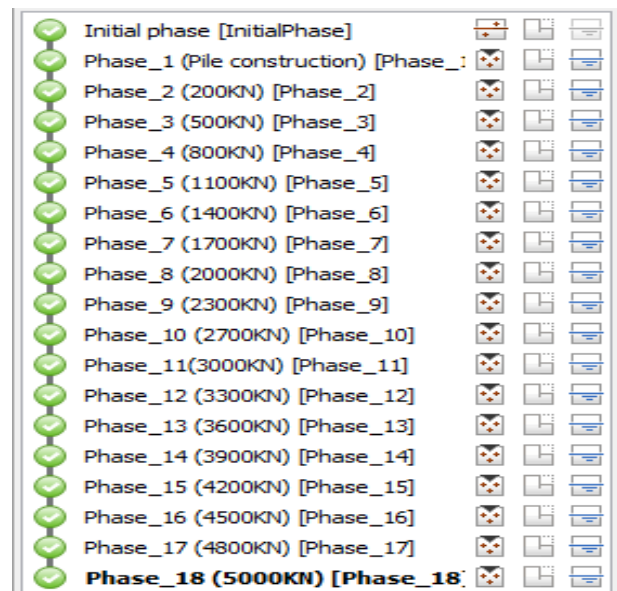 Initial phase [InitialPhase]
Phase_1 (Pile construction) [Phase_1
Phase_2 (200KN) [Phase_2]
Phase_3 (500KN) [Phase_3]
Phase_4 (800KN) [Phase_4]
Phase_5 (1100KN) [Phase_5]
Phase_6 (1400KN) [Phase_6]
Phase_7 (1700KN) [Phase_7]
Phase_8 (2000KN) [Phase_8]
Phase_9 (2300KN) [Phase_9]
Phase_10 (2700KN) [Phase_10]
Phase_11(3000KN) [Phase_11]
Phase_12 (3300KN) [Phase_12]
Phase_13 (3600KN) [Phase_13]
Phase_14 (3900KN) [Phase_14]
Phase_15 (4200KN) [Phase_15]
Phase_16 (4500KN) [Phase_16]
Phase_17 (4800KN) [Phase_17]
Phase_18 (5000KN) [Phase_18]